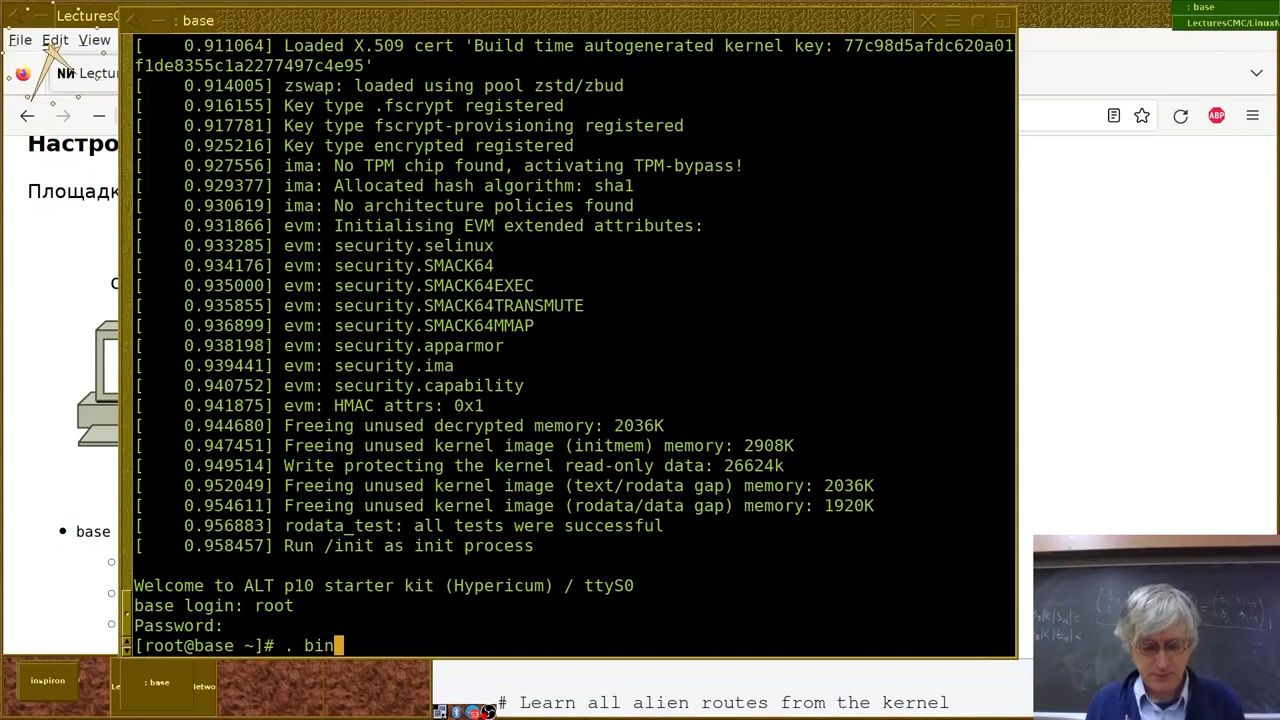 LecturesC
: base
: base
LecturesCMC/LinuxN
File Edit View
Lectu
ABP
Настро
Площадк
С
base
[    0.911064] Loaded X.509 cert 'Build time autogenerated kernel key: 77c98d5afdc620a01
f1de8355c1a2277497c4e95'
[    0.914005] zswap: loaded using pool zstd/zbud
[    0.916155] Key type .fscrypt registered
[    0.917781] Key type fscrypt-provisioning registered
[    0.925216] Key type encrypted registered
[    0.927556] ima: No TPM chip found, activating TPM-bypass!
[    0.929377] ima: Allocated hash algorithm: sha1
[    0.930619] ima: No architecture policies found
[    0.931866] evm: Initialising EVM extended attributes:
[    0.933285] evm: security.selinux
[    0.934176] evm: security.SMACK64
[    0.935000] evm: security.SMACK64EXEC
[    0.935855] evm: security.SMACK64TRANSMUTE
[    0.936899] evm: security.SMACK64MMAP
[    0.938198] evm: security.apparmor
[    0.939441] evm: security.ima
[    0.940752] evm: security.capability
[    0.941875] evm: HMAC attrs: 0x1
[    0.944680] Freeing unused decrypted memory: 2036K
[    0.947451] Freeing unused kernel image (initmem) memory: 2908K
[    0.949514] Write protecting the kernel read-only data: 26624k
[    0.952049] Freeing unused kernel image (text/rodata gap) memory: 2036K
[    0.954611] Freeing unused kernel image (rodata/data gap) memory: 1920K
[    0.956883] rodata_test: all tests were successful
[    0.958457] Run /init as init process
Welcome to ALT p10 starter kit (Hypericum) / ttyS0
base login: root
Password:
[root@base ~]# . bin
inspiron
Le
: base
etwo
# Learn all alien routes from the kernel